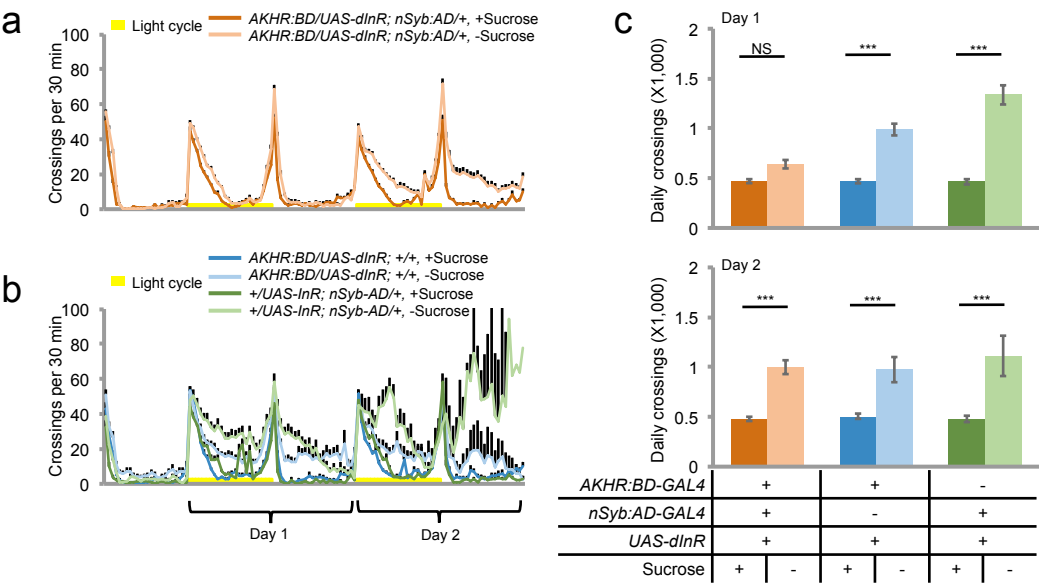 a
Light cycle
AKHR:BD/UAS-dInR; nSyb:AD/+, +Sucrose
AKHR:BD/UAS-dInR; nSyb:AD/+, -Sucrose
Crossings per 30 min
100
80
60
40
20
0
b
Light cycle
AKHR:BD/UAS-dInR; +/+, +Sucrose
AKHR:BD/UAS-dInR; +/+, -Sucrose
+/UAS-InR; nSyb-AD/+, +Sucrose
+/UAS-InR; nSyb-AD/+, -Sucrose
Crossings per 30 min
100
80
60
40
20
0
Day 1
Day 2
c
Day 1
Daily crossings (X1,000)
2
1.5
1
0.5
0
NS
***
***
Day 2
Daily crossings (X1,000)
2
1.5
1
0.5
0
***
***
***
AKHR:BD-GAL4 + + -
nSyb:AD-GAL4 + - +
UAS-dInR + + +
Sucrose + - + - + -